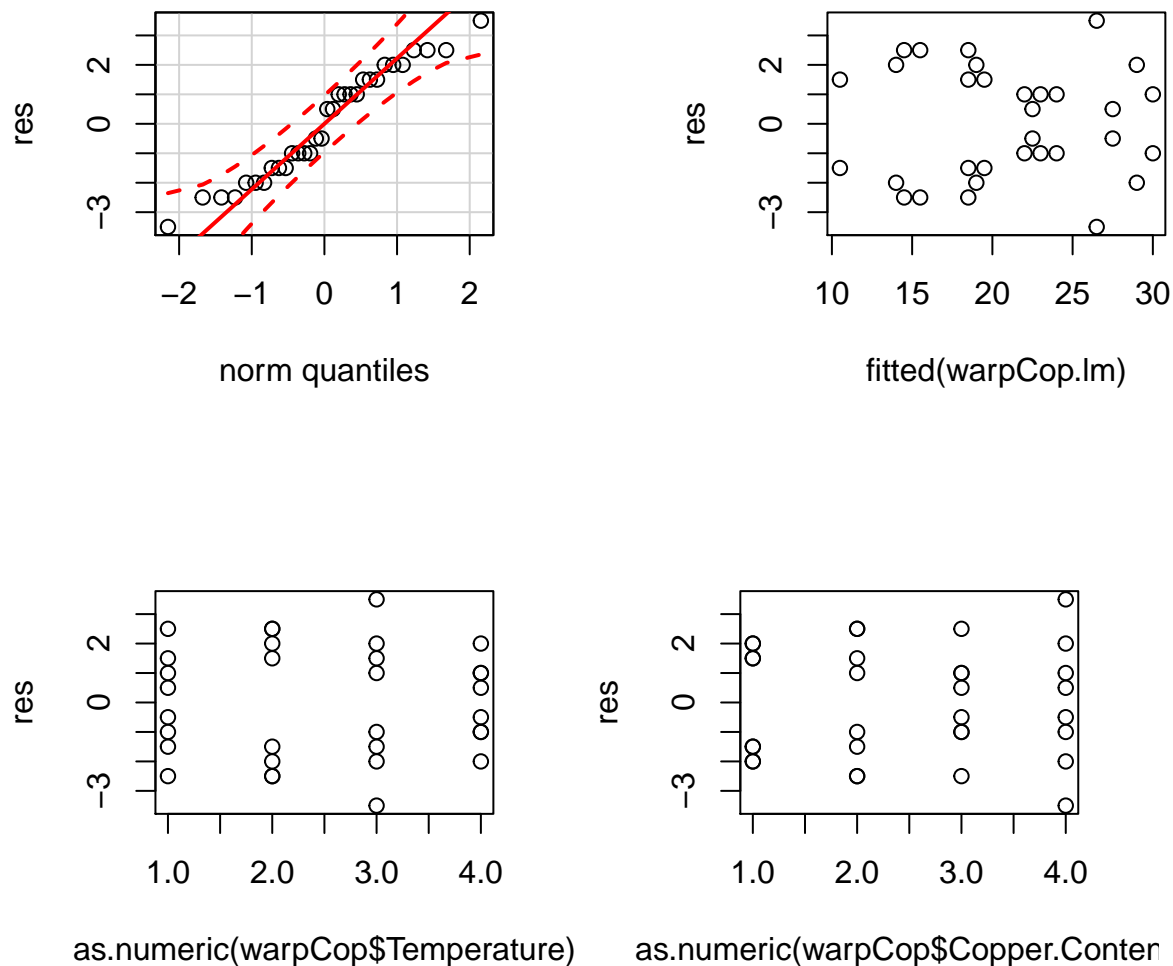 res
2
0
−3
−2 −1 0 1 2
norm quantiles
res
2
0
−3
10 15 20 25 30
fitted(warpCop.lm)
res
2
0
−3
1.0 2.0 3.0 4.0
as.numeric(warpCop$Temperature)
res
2
0
−3
1.0 2.0 3.0 4.0
as.numeric(warpCop$Copper.Conten